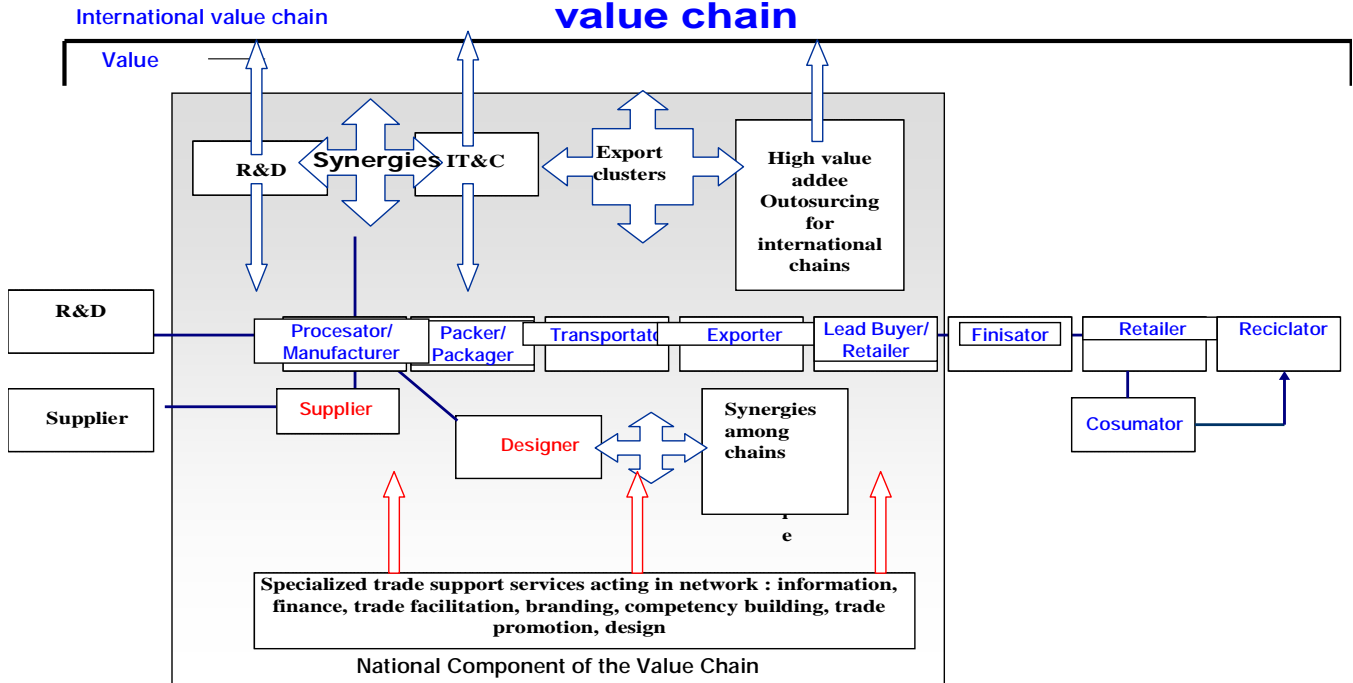 value chain
International value chain
Value
R&D
Synergies
IT&C
Export
clusters
High value
addee
Outosurcing
for
international
chains
R&D
Procesator/
Manufacturer
Packer/
Packager
Transportato
Exporter
Lead Buyer/
Retailer
Finisator
Retailer
Reciclator
Supplier
Supplier
Designer
Synergies
among
chains
Cosumator
e
Specialized trade support services acting in network : information,
finance, trade facilitation, branding, competency building, trade
promotion, design
National Component of the Value Chain